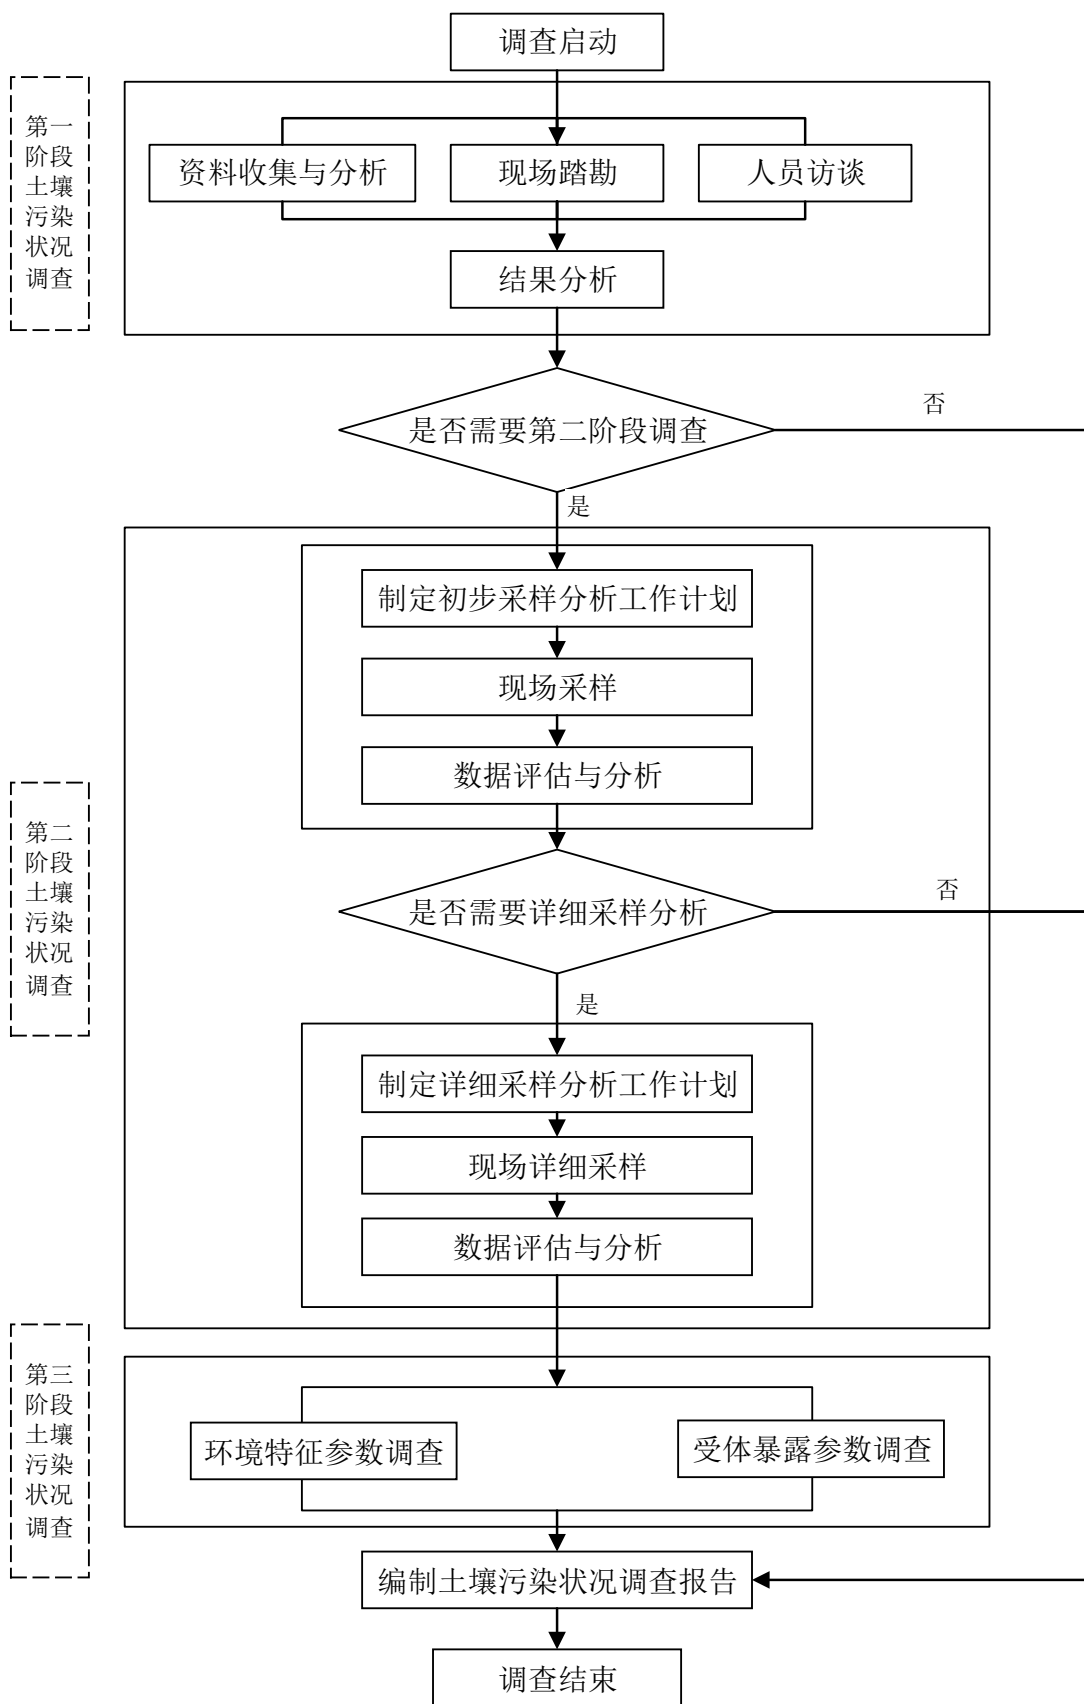 调查启动
第一
阶段
土壤
污染
状况
调查
资料收集与分析
现场踏勘
人员访谈
结果分析
是否需要第二阶段调查
否
是
制定初步采样分析工作计划
现场采样
数据评估与分析
第二
阶段
土壤
污染
状况
调查
是否需要详细采样分析
否
是
制定详细采样分析工作计划
现场详细采样
数据评估与分析
第三
阶段
土壤
污染
状况
调查
环境特征参数调查
受体暴露参数调查
编制土壤污染状况调查报告
调查结束